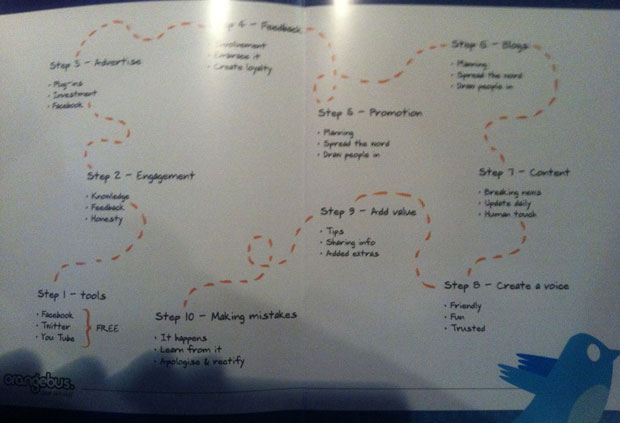 Step 1 - tools
• Facebook
• Twitter
• You Tube
FREE
Step 2 - Engagement
• Knowledge
• Feedback
• Honesty
Step 3 - Advertise
• Plug-ins
• Investment
• Facebook
Step 4 - Feedback
• Involvement
• Embrace it
• Create loyalty
Step 5 - Promotion
• Planning
• Spread the word
• Draw people in
Step 6 - Blogs
• Planning
• Spread the word
• Draw people in
Step 7 - Content
• Breaking news
• Update daily
• Human touch
Step 8 - Create a voice
• Friendly
• Fun
• Trusted
Step 9 - Add value
• Tips
• Sharing info
• Added extras
Step 10 - Making mistakes
• It happens
• Learn from it
• Apologise & rectify
orangebus.